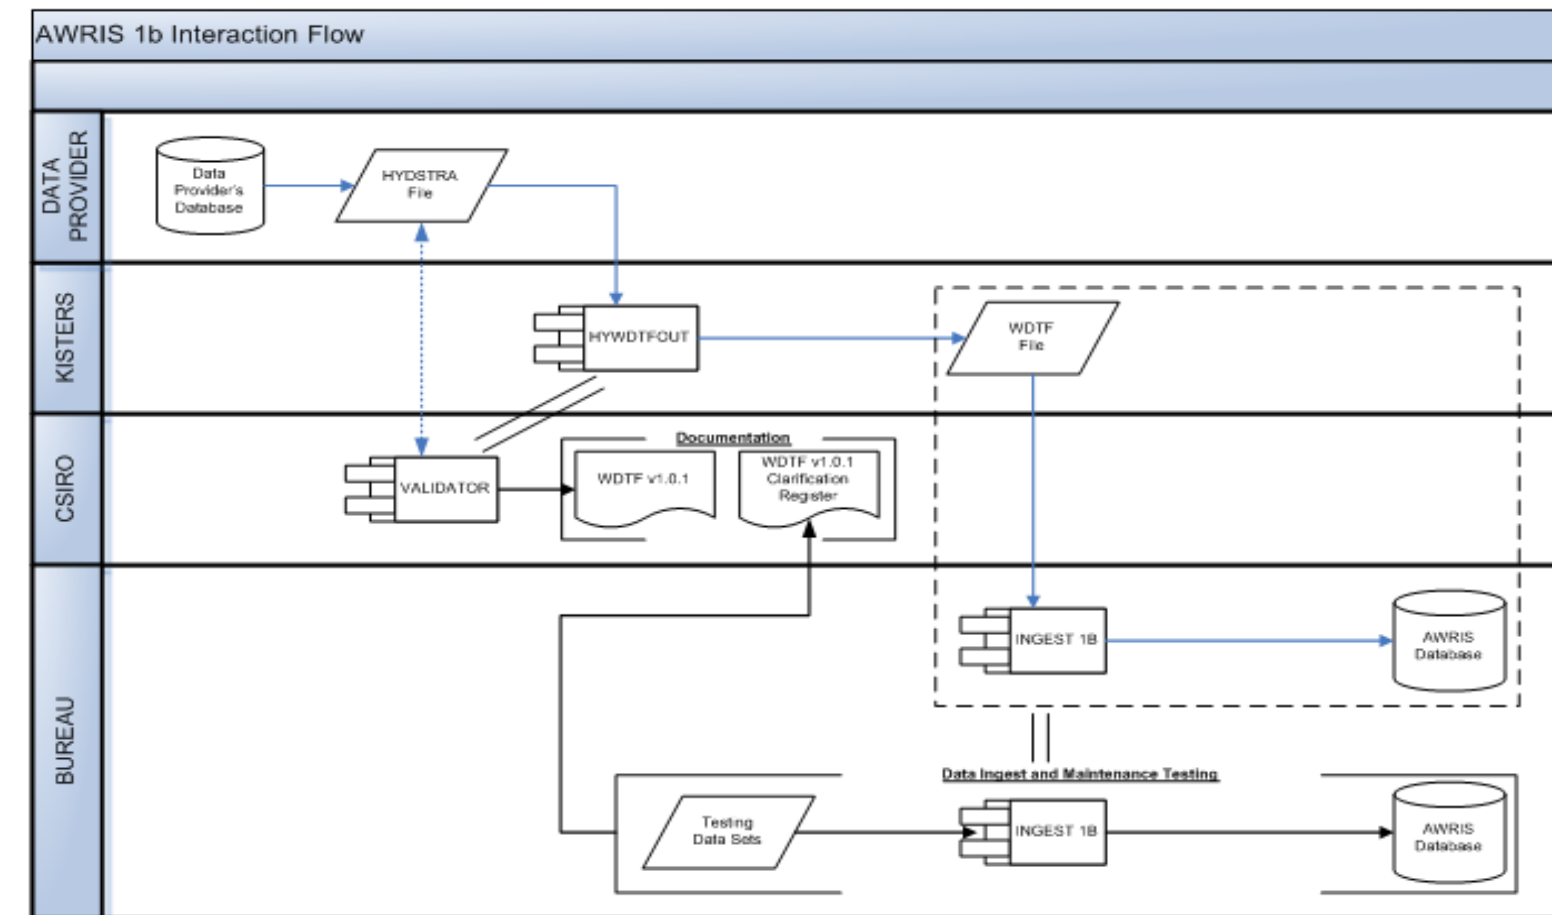 AWRIS 1b Interaction Flow
DATA
PROVIDER
Data
Provider's
Database
HYDSTRA
File
KISTERS
HYWDTFOUT
WDTF
File
CSIRO
VALIDATOR
Documentation
WDTF v1.0.1
WDTF v1.0.1
Clarification
Register
BUREAU
INGEST 1B
AWRIS
Database
Data Ingest and Maintenance Testing
Testing
Data Sets
INGEST 1B
AWRIS
Database